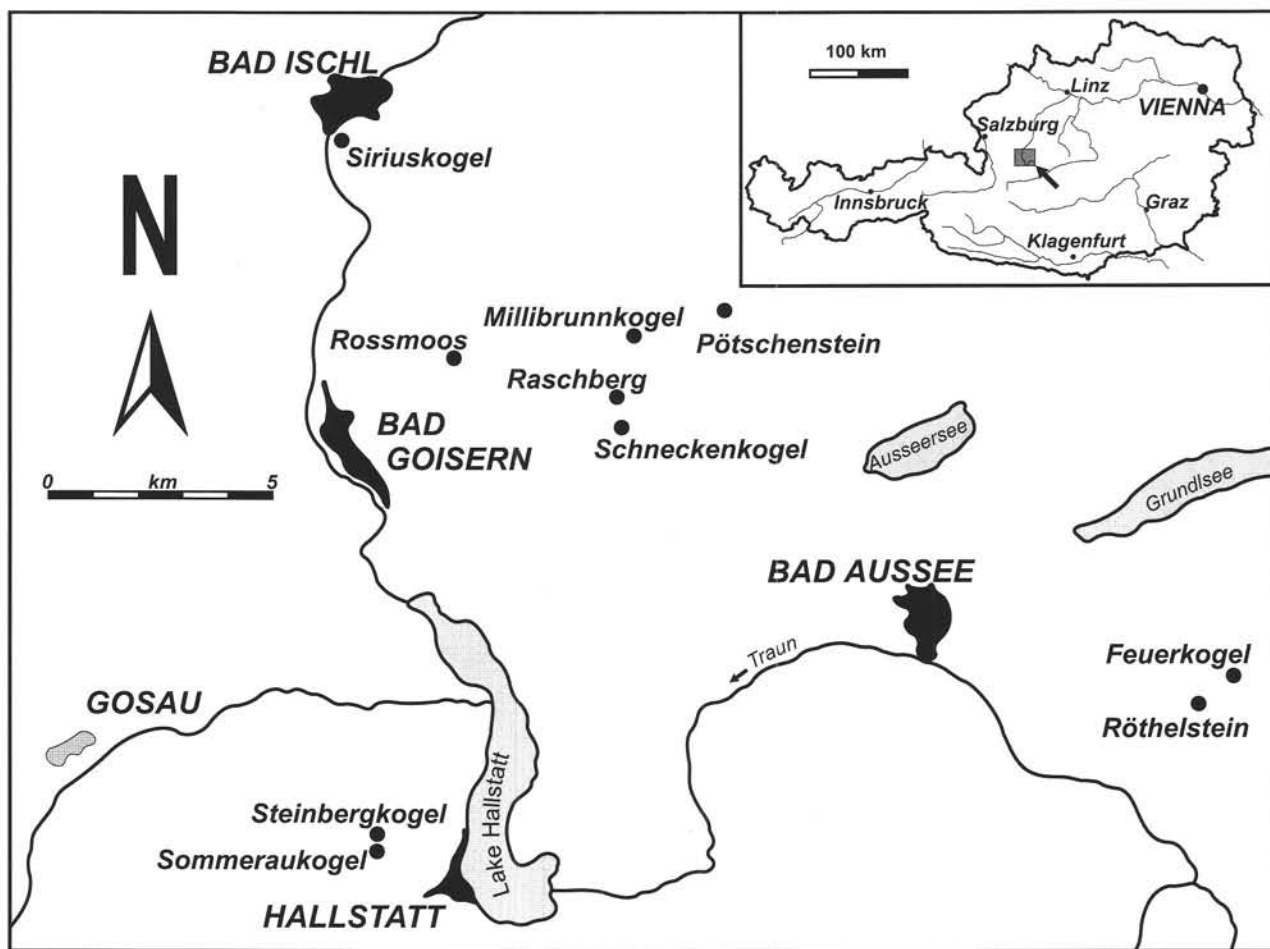 BAD ISCHL
Siriuskogel
N
100 km
Linz
VIENNA
Salzburg
Innsbruck
Graz
Klagenfurt
Millibrunnkogel
Pötschenstein
Rossmoos
Raschberg
Schneckenkogel
BAD
GOISERN
0 km 5
Ausseersee
Grundlsee
BAD AUSSEE
Traun
Feuerkogel
Röthelstein
GOSAU
Lake Hallstatt
Steinbergkogel
Sommeraukogel
HALLSTATT